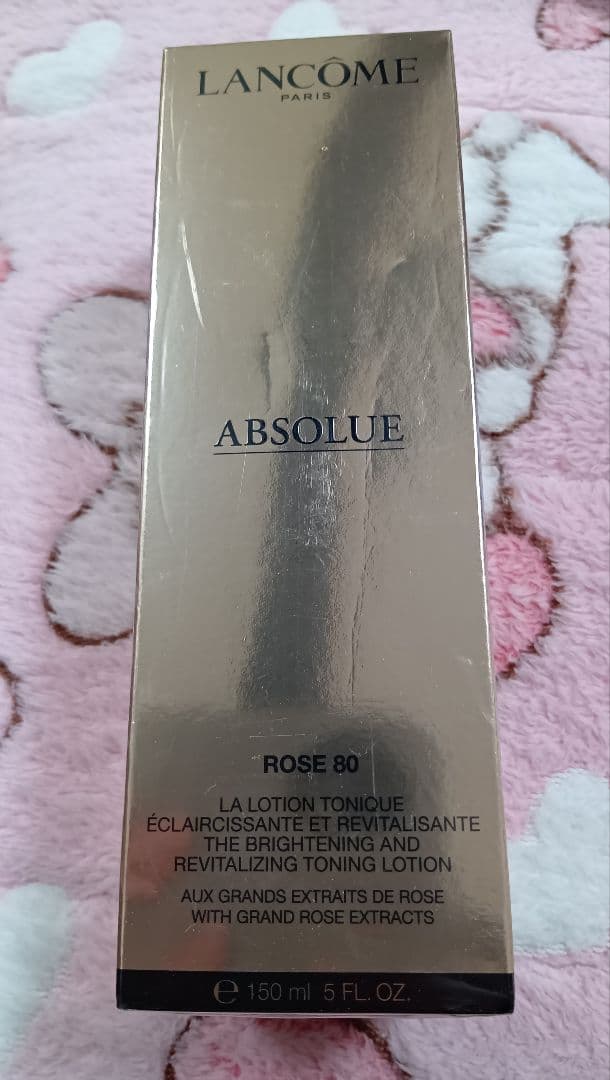 LANCÔME
PARIS
ABSOLUE
ROSE 80
LA LOTION TONIQUE
ÉCLAIRCISSANTE ET REVITALISANTE
THE BRIGHTENING AND
REVITALIZING TONING LOTION
AUX GRANDS EXTRAITS DE ROSE
WITH GRAND ROSE EXTRACTS
℮ 150 ml 5 FL. OZ.